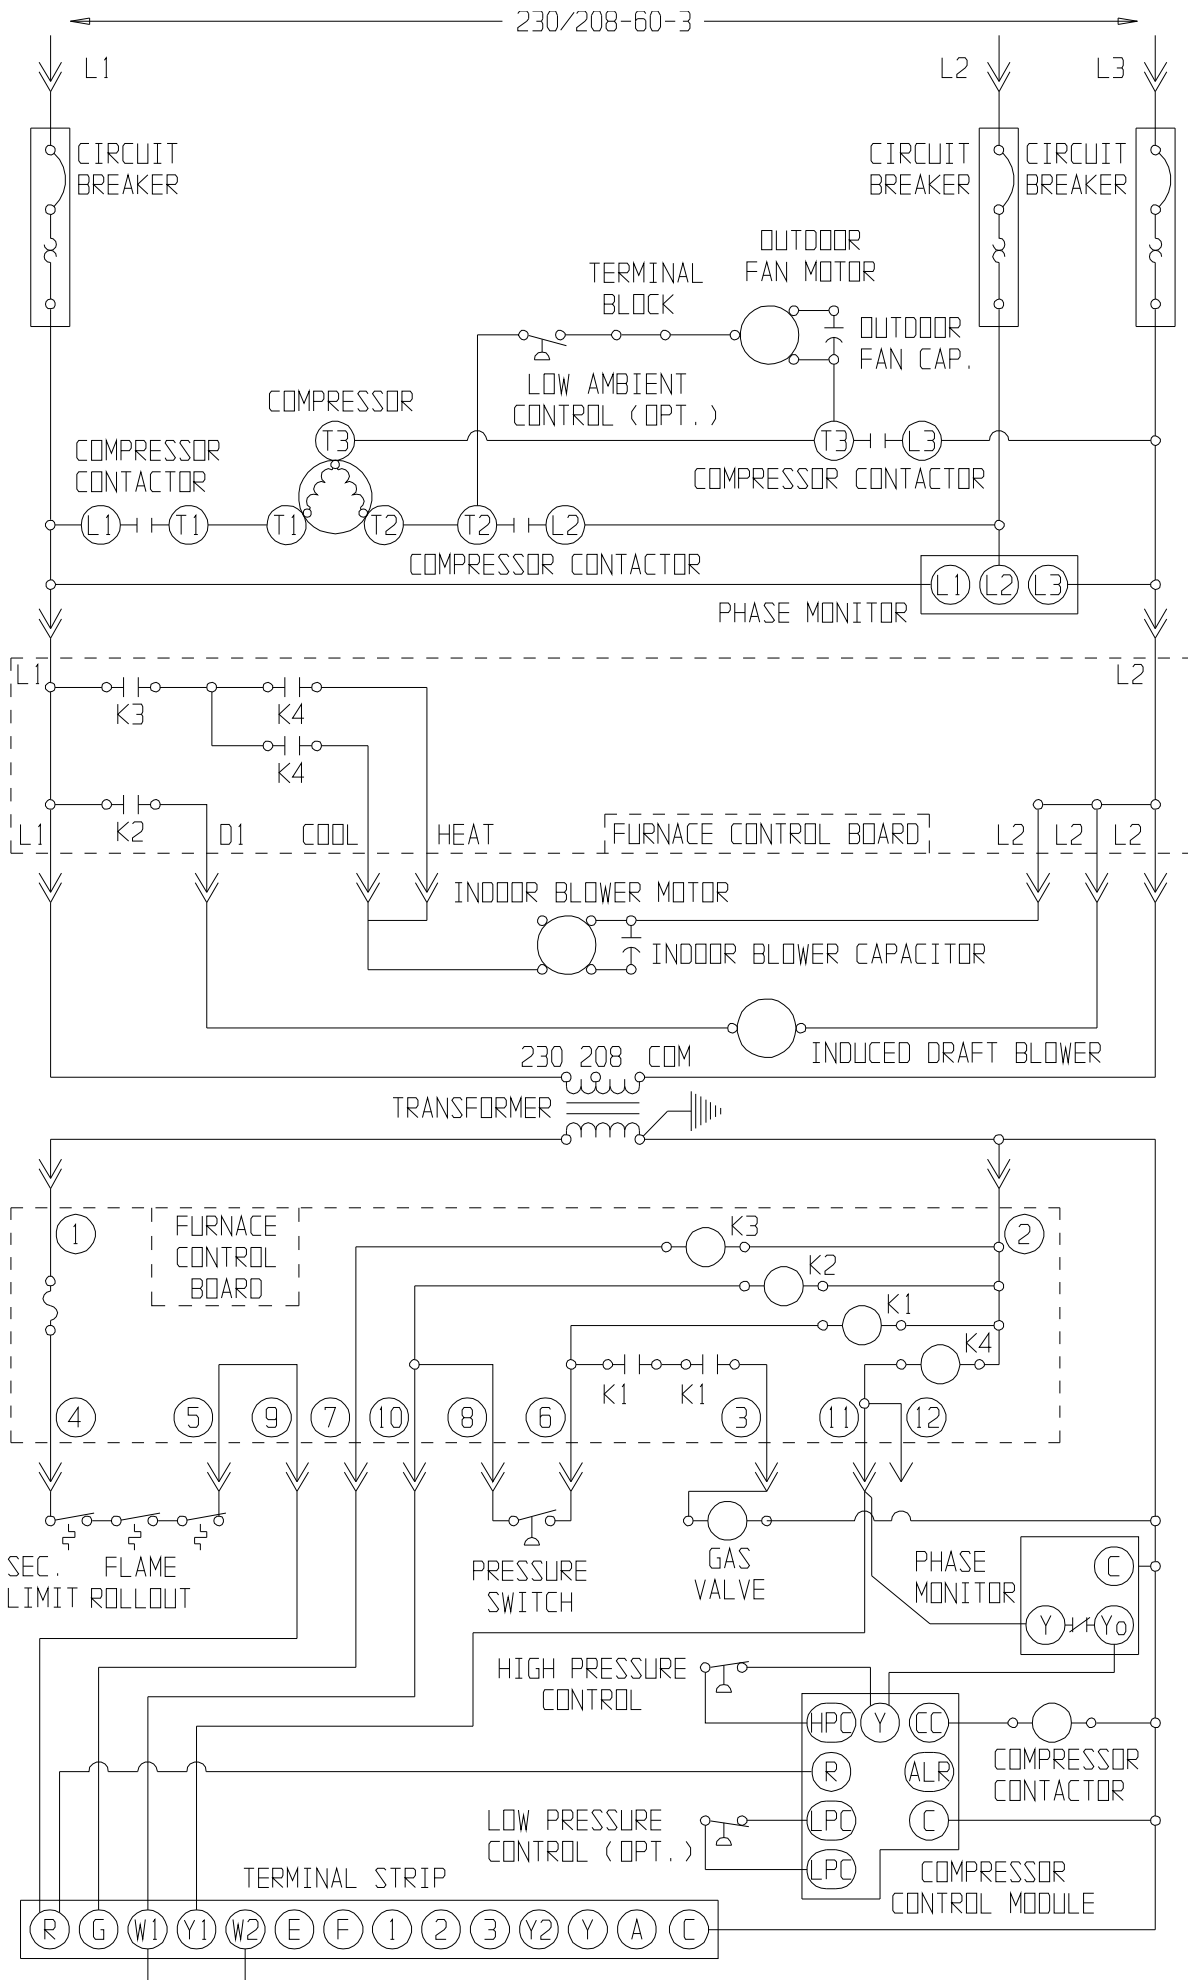 230/208-60-3
L1
L2
L3
CIRCUIT
BREAKER
CIRCUIT
BREAKER
CIRCUIT
BREAKER
OUTDOOR
FAN MOTOR
TERMINAL
BLOCK
OUTDOOR
FAN CAP.
LOW AMBIENT
CONTROL (OPT.)
COMPRESSOR
T3
T3
L3
COMPRESSOR
CONTACTOR
COMPRESSOR CONTACTOR
L1
T1
T1
T2
T2
L2
COMPRESSOR CONTACTOR
L1
L2
L3
PHASE MONITOR
L1
L2
K3
K4
K4
L1
K2
D1
COOL
HEAT
FURNACE CONTROL BOARD
L2
L2
L2
INDOOR BLOWER MOTOR
INDOOR BLOWER CAPACITOR
INDUCED DRAFT BLOWER
230
208
COM
TRANSFORMER
1
FURNACE
CONTROL
BOARD
K3
2
K2
K1
K4
K1
K1
4
5
9
7
10
8
6
3
11
12
SEC.
LIMIT
FLAME
ROLLOUT
PRESSURE
SWITCH
GAS
VALVE
PHASE
MONITOR
C
Y
Yo
HIGH PRESSURE
CONTROL
HPC
Y
CC
R
ALR
COMPRESSOR
CONTACTOR
LOW PRESSURE
CONTROL (OPT.)
LPC
C
LPC
COMPRESSOR
CONTROL MODULE
TERMINAL STRIP
R
G
W1
Y1
W2
E
F
1
2
3
Y2
Y
A
C